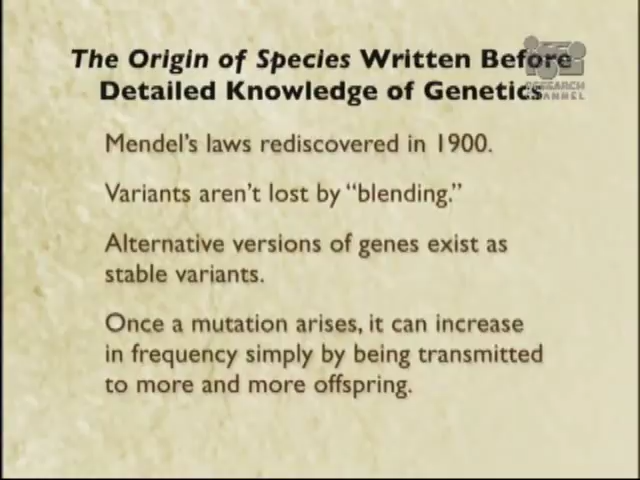 The Origin of Species Written Before
Detailed Knowledge of Genetics
RESEARCH
CHANNEL
Mendel's laws rediscovered in 1900.
Variants aren't lost by “blending.”
Alternative versions of genes exist as
stable variants.
Once a mutation arises, it can increase
in frequency simply by being transmitted
to more and more offspring.